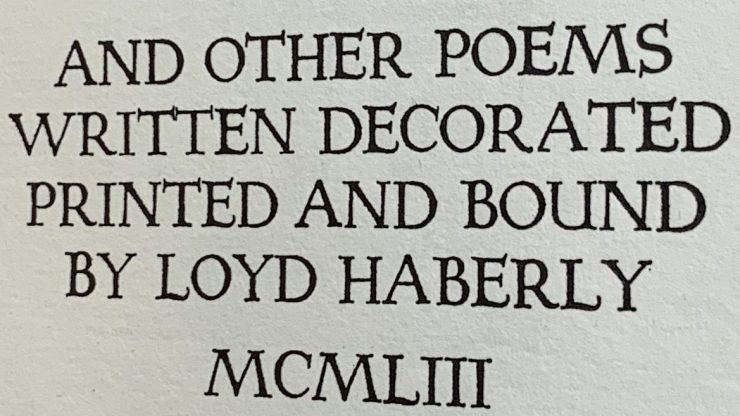 AND OTHER POEMS
WRITTEN DECORATED
PRINTED AND BOUND
BY LOYD HABERLY
MCMLIII